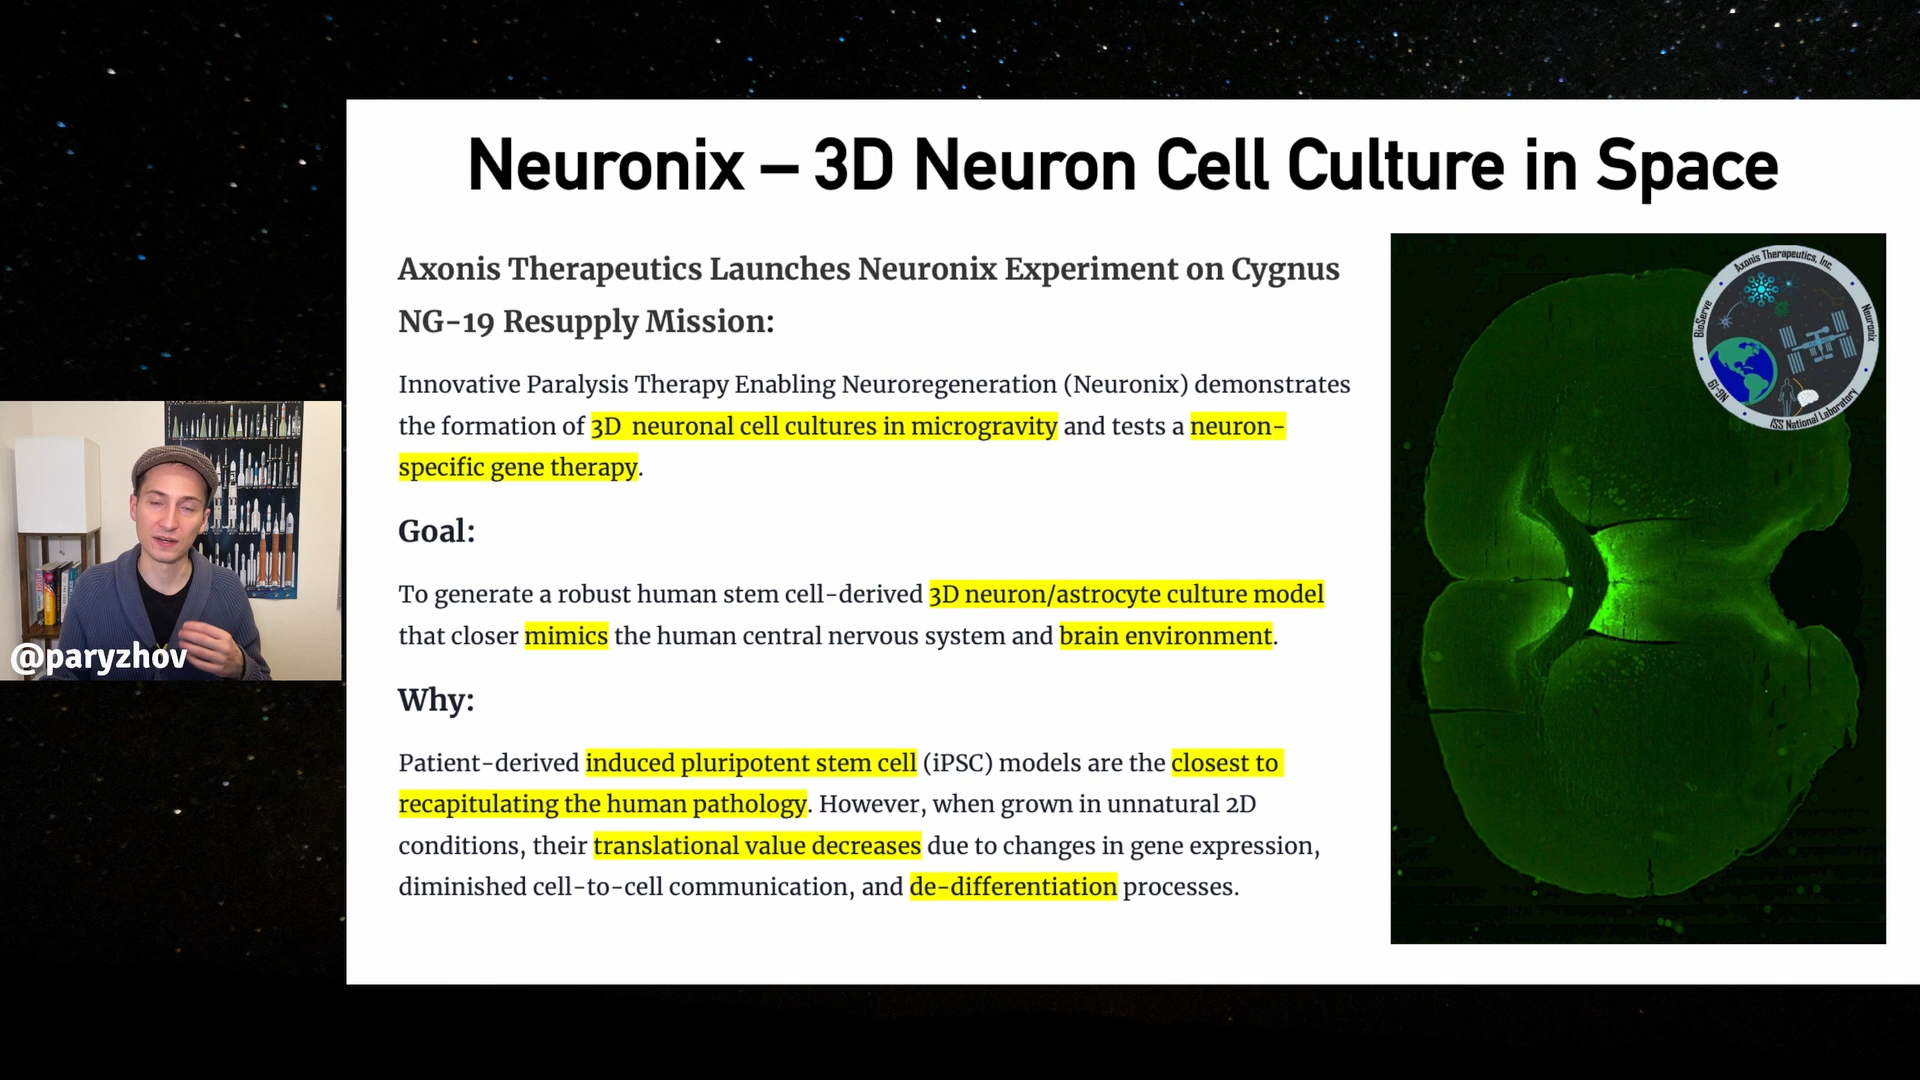 Neuronix – 3D Neuron Cell Culture in Space
Axonis Therapeutics Launches Neuronix Experiment on Cygnus
NG-19 Resupply Mission:
Innovative Paralysis Therapy Enabling Neuroregeneration (Neuronix) demonstrates
the formation of 3D neuronal cell cultures in microgravity and tests a neuron-
specific gene therapy.
Goal:
To generate a robust human stem cell-derived 3D neuron/astrocyte culture model
that closer mimics the human central nervous system and brain environment.
Why:
Patient-derived induced pluripotent stem cell (iPSC) models are the closest to
recapitulating the human pathology. However, when grown in unnatural 2D
conditions, their translational value decreases due to changes in gene expression,
diminished cell-to-cell communication, and de-differentiation processes.
Axonis Therapeutics, Inc.
Neuronix
ISS National Laboratory
NG-19
BioServe
@paryzhov